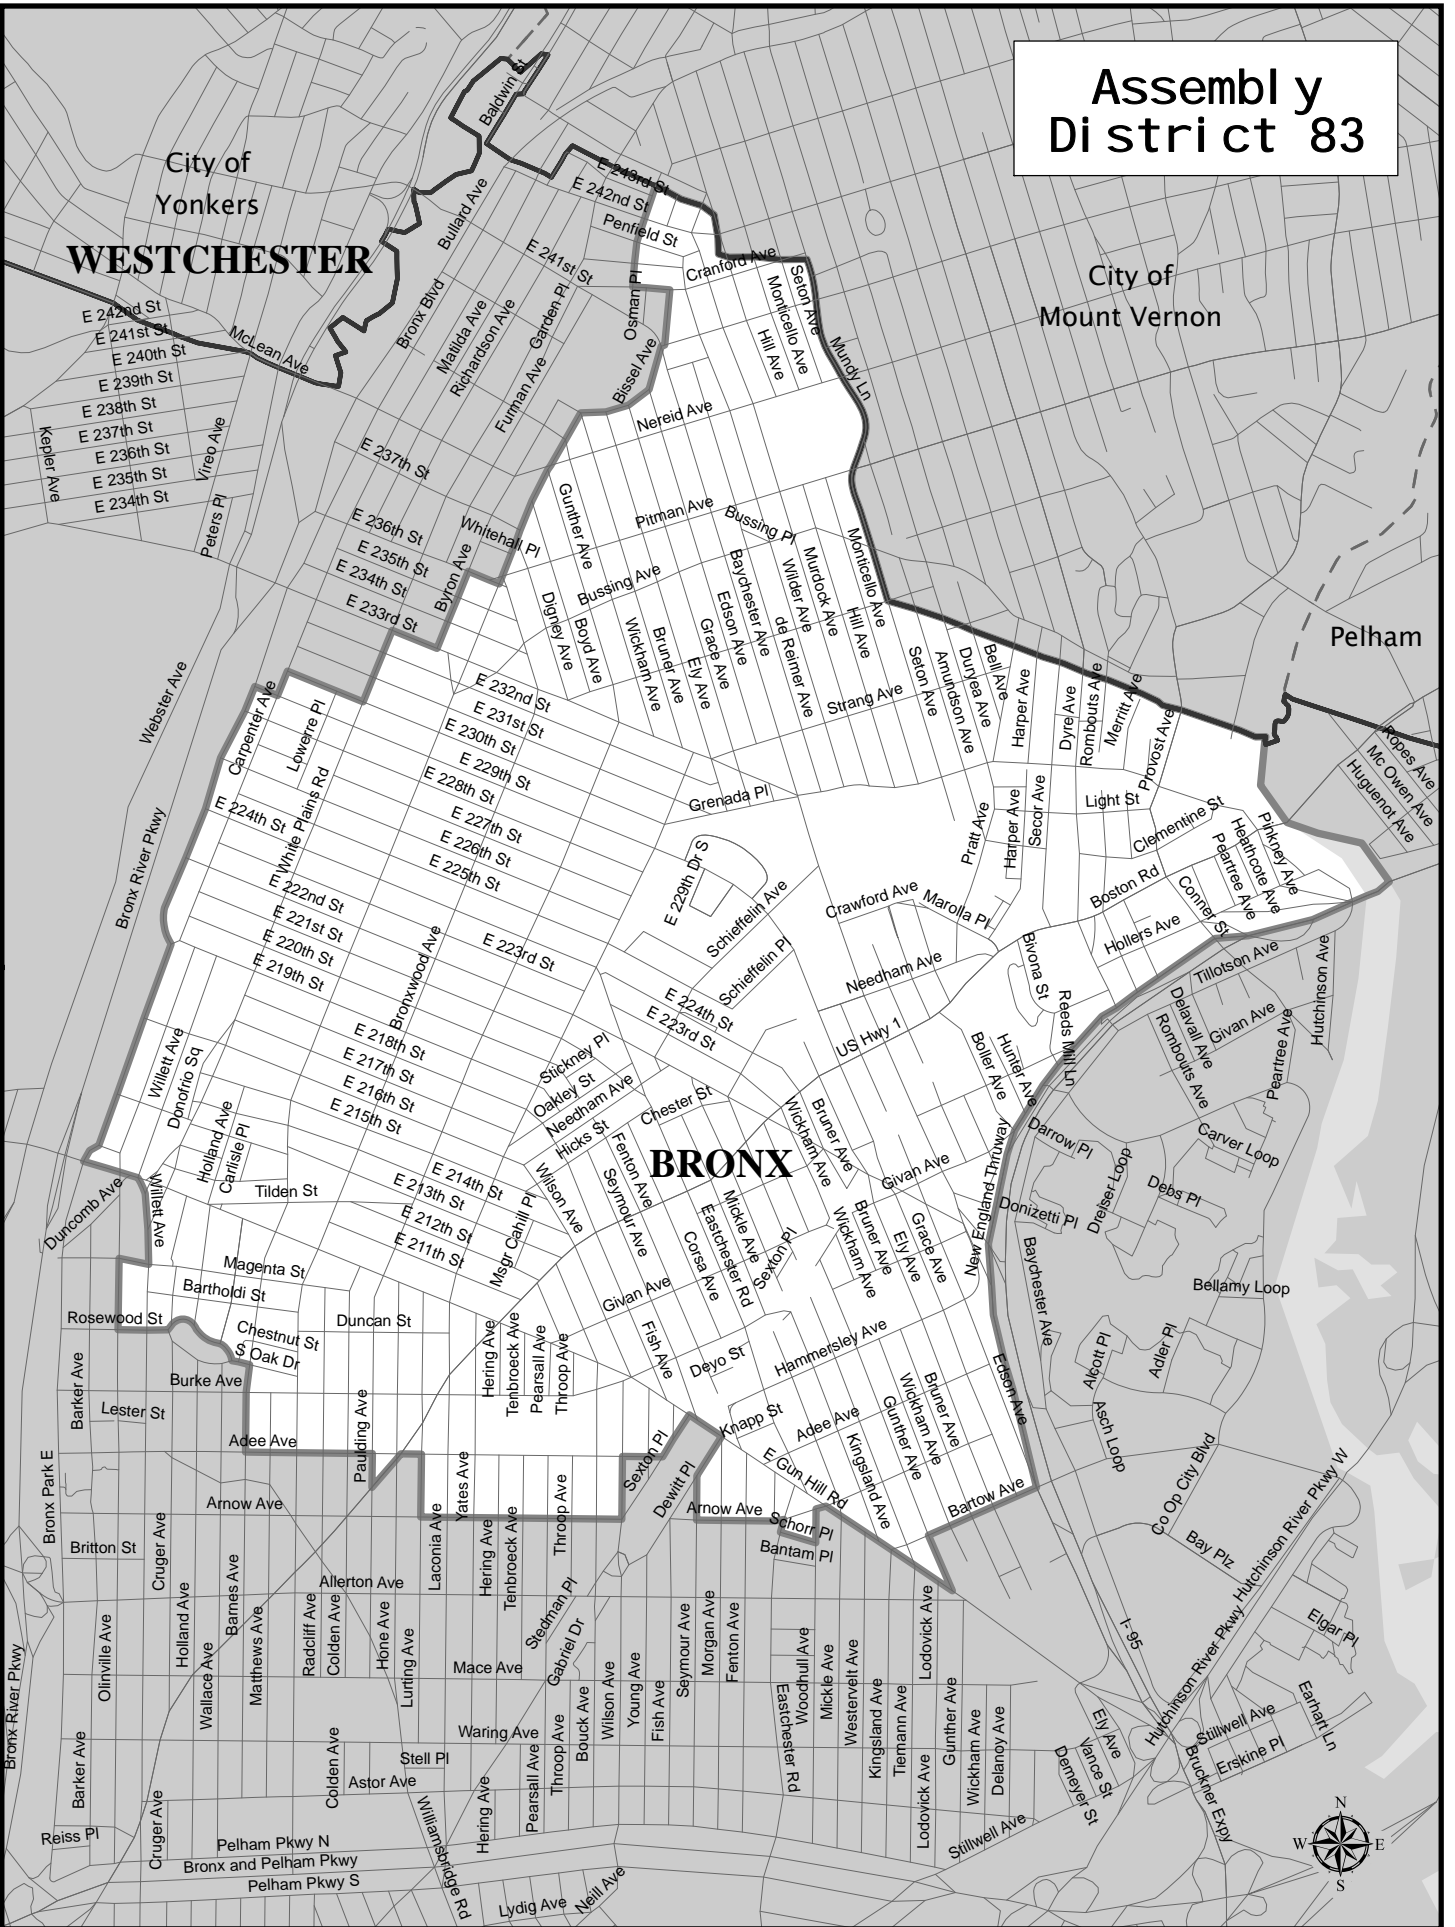 Assembly
District 83
City of
Yonkers
WESTCHESTER
City of
Mount Vernon
Pelham
BRONX
Baldwin St
E 243rd St
E 242nd St
Penfield St
Bullard Ave
E 241st St
Cranford Ave
Seton Ave
Monticello Ave
Hill Ave
Mundy Ln
Osman Pl
Garden Pl
Bronx Blvd
Matilda Ave
Richardson Ave
Furman Ave
Bissel Ave
Nereid Ave
E 242nd St
E 241st St
E 240th St
E 239th St
E 238th St
E 237th St
E 236th St
E 235th St
E 234th St
McLean Ave
Kepler Ave
Vireo Ave
Peters Pl
E 237th St
E 236th St
E 235th St
E 234th St
E 233rd St
Whitehall Pl
Byron Ave
Gunther Ave
Pitman Ave
Bussing Pl
Bussing Ave
Digney Ave
Boyd Ave
Wickham Ave
Bruner Ave
Ely Ave
Grace Ave
Edson Ave
Baychester Ave
de Reimer Ave
Wilder Ave
Murdock Ave
Hill Ave
Monticello Ave
Strang Ave
Seton Ave
Amundson Ave
Duryea Ave
Bell Ave
Harper Ave
Dyre Ave
Rombouts Ave
Merritt Ave
Provost Ave
Light St
Clementine St
Pinkney Ave
Heathcote Ave
Peartree Ave
Ropes Ave
Mc Owen Ave
Huguenot Ave
Webster Ave
Carpenter Ave
Lowerre Pl
White Plains Rd
E 232nd St
E 231st St
E 230th St
E 229th St
E 228th St
E 227th St
E 226th St
E 225th St
E 224th St
E 222nd St
E 221st St
E 220th St
E 219th St
E 223rd St
Bronx River Pkwy
Bronxwood Ave
Grenada Pl
E 229th Dr S
Schieffelin Ave
Schieffelin Pl
Crawford Ave
Marolla Pl
Pratt Ave
Harper Ave
Secor Ave
Boston Rd
Conner St
Hollers Ave
Needham Ave
Bivona St
Reeds Mill Ln
Tillotson Ave
Hutchinson Ave
Delavall Ave
Rombouts Ave
Givan Ave
Peartree Ave
E 224th St
E 223rd St
US Hwy 1
Boller Ave
Hunter Ave
E 218th St
E 217th St
E 216th St
E 215th St
Stickney Pl
Oakley St
Needham Ave
Hicks St
Chester St
Willett Ave
Donofrio Sq
Holland Ave
Carlisle Pl
Tilden St
E 214th St
E 213th St
E 212th St
E 211th St
Msgr Cahill Pl
Wilson Ave
Fenton Ave
Seymour Ave
Mickle Ave
Eastchester Rd
Corsa Ave
Sexton Pl
Wickham Ave
Bruner Ave
Givan Ave
Wickham Ave
Bruner Ave
Ely Ave
Grace Ave
New England Thruway
Darrow Pl
Donizetti Pl
Dreiser Loop
Debs Pl
Carver Loop
Bellamy Loop
Baychester Ave
Alcott Pl
Adler Pl
Asch Loop
Co Op City Blvd
Bay Plz
Duncomb Ave
Willett Ave
Magenta St
Bartholdi St
Rosewood St
Chestnut St
S Oak Dr
Duncan St
Burke Ave
Barker Ave
Lester St
Adee Ave
Paulding Ave
Hering Ave
Tenbroeck Ave
Pearsall Ave
Throop Ave
Givan Ave
Fish Ave
Deyo St
Hammersley Ave
Knapp St
Adee Ave
E Gun Hill Rd
Kingsland Ave
Gunther Ave
Wickham Ave
Bruner Ave
Edson Ave
Bartow Ave
Bronx Park E
Arnow Ave
Britton St
Cruger Ave
Holland Ave
Barnes Ave
Wallace Ave
Mathews Ave
Olinville Ave
Allerton Ave
Radcliff Ave
Colden Ave
Hone Ave
Lurting Ave
Laconia Ave
Yates Ave
Hering Ave
Tenbroeck Ave
Throop Ave
Sexton Pl
Dewitt Pl
Arnow Ave
Schorr Pl
Bantam Pl
Stedman Pl
Gabriel Dr
Mace Ave
Waring Ave
Stell Pl
Astor Ave
Colden Ave
Williamsbridge Rd
Hering Ave
Pearsall Ave
Throop Ave
Bouck Ave
Wilson Ave
Young Ave
Fish Ave
Seymour Ave
Morgan Ave
Fenton Ave
Eastchester Rd
Woodhull Ave
Mickle Ave
Westervelt Ave
Kingsland Ave
Tiemann Ave
Lodovick Ave
Lodovick Ave
Gunther Ave
Wickham Ave
Delanoy Ave
Stillwell Ave
Demeyer St
Vance St
Ely Ave
I- 95
Hutchinson River Pkwy
Hutchinson River Pkwy W
Elgar Pl
Earhart Ln
Stillwell Ave
Erskine Pl
Bruckner Expy
Bronx River Pkwy
Barker Ave
Reiss Pl
Cruger Ave
Pelham Pkwy N
Bronx and Pelham Pkwy
Pelham Pkwy S
Lydig Ave
Neill Ave
N
W
E
S